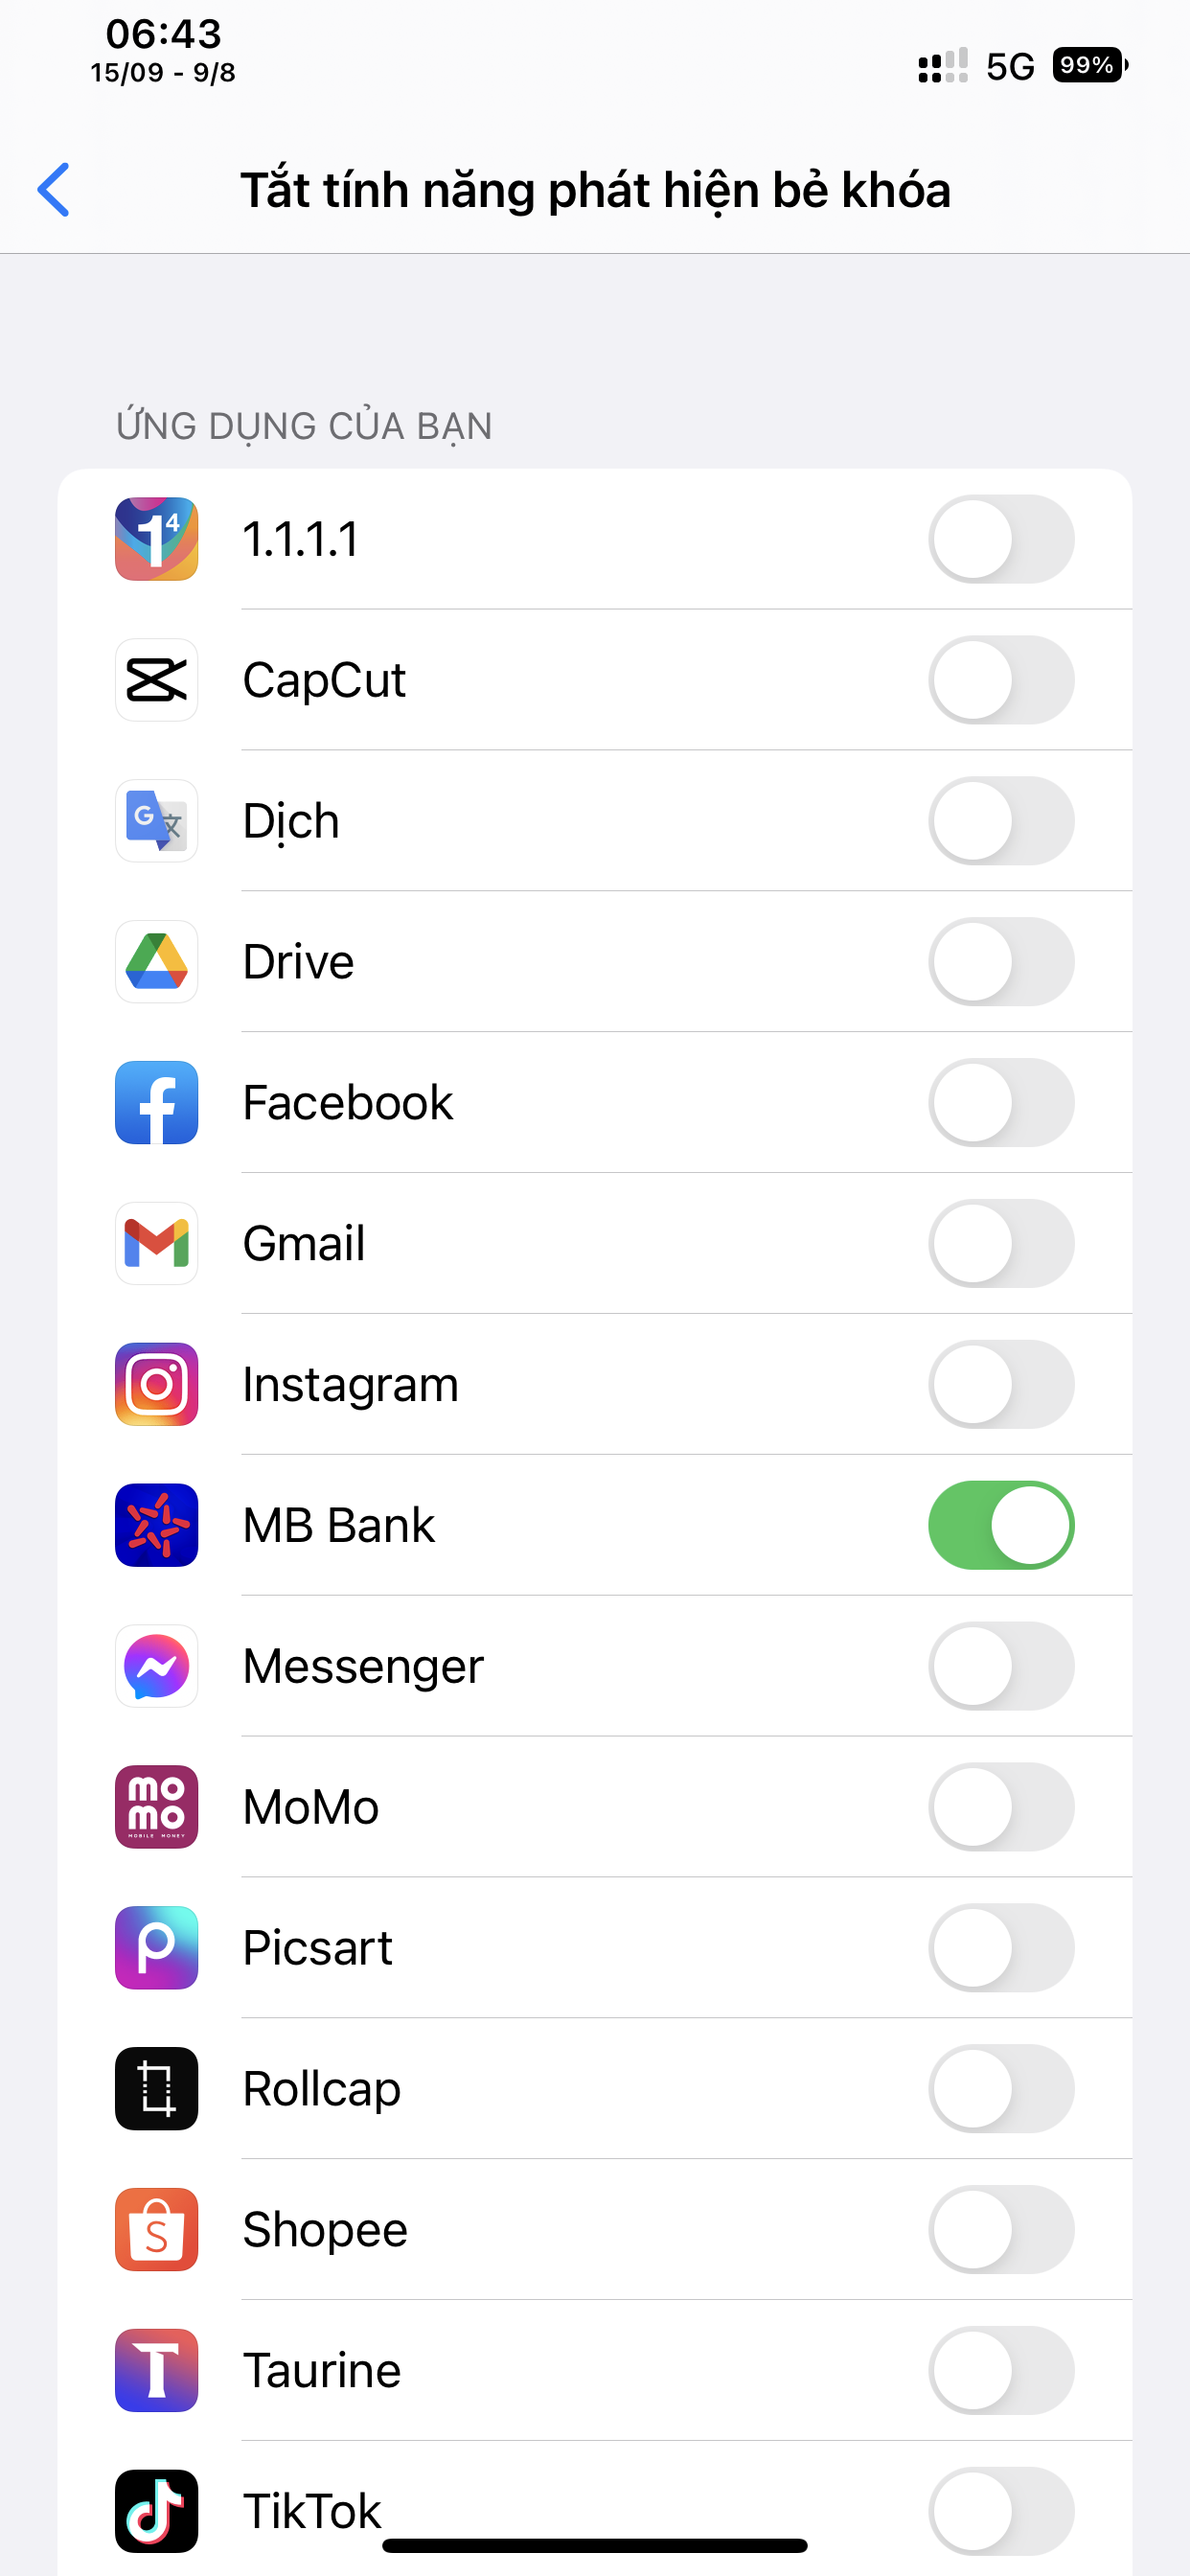 06:43
15/09 - 9/8
5G 99%
Tắt tính năng phát hiện bẻ khóa
ỨNG DỤNG CỦA BẠN
1.1.1.1
CapCut
Dịch
Drive
Facebook
Gmail
Instagram
MB Bank
Messenger
MoMo
Picsart
Rollcap
Shopee
Taurine
TikTok